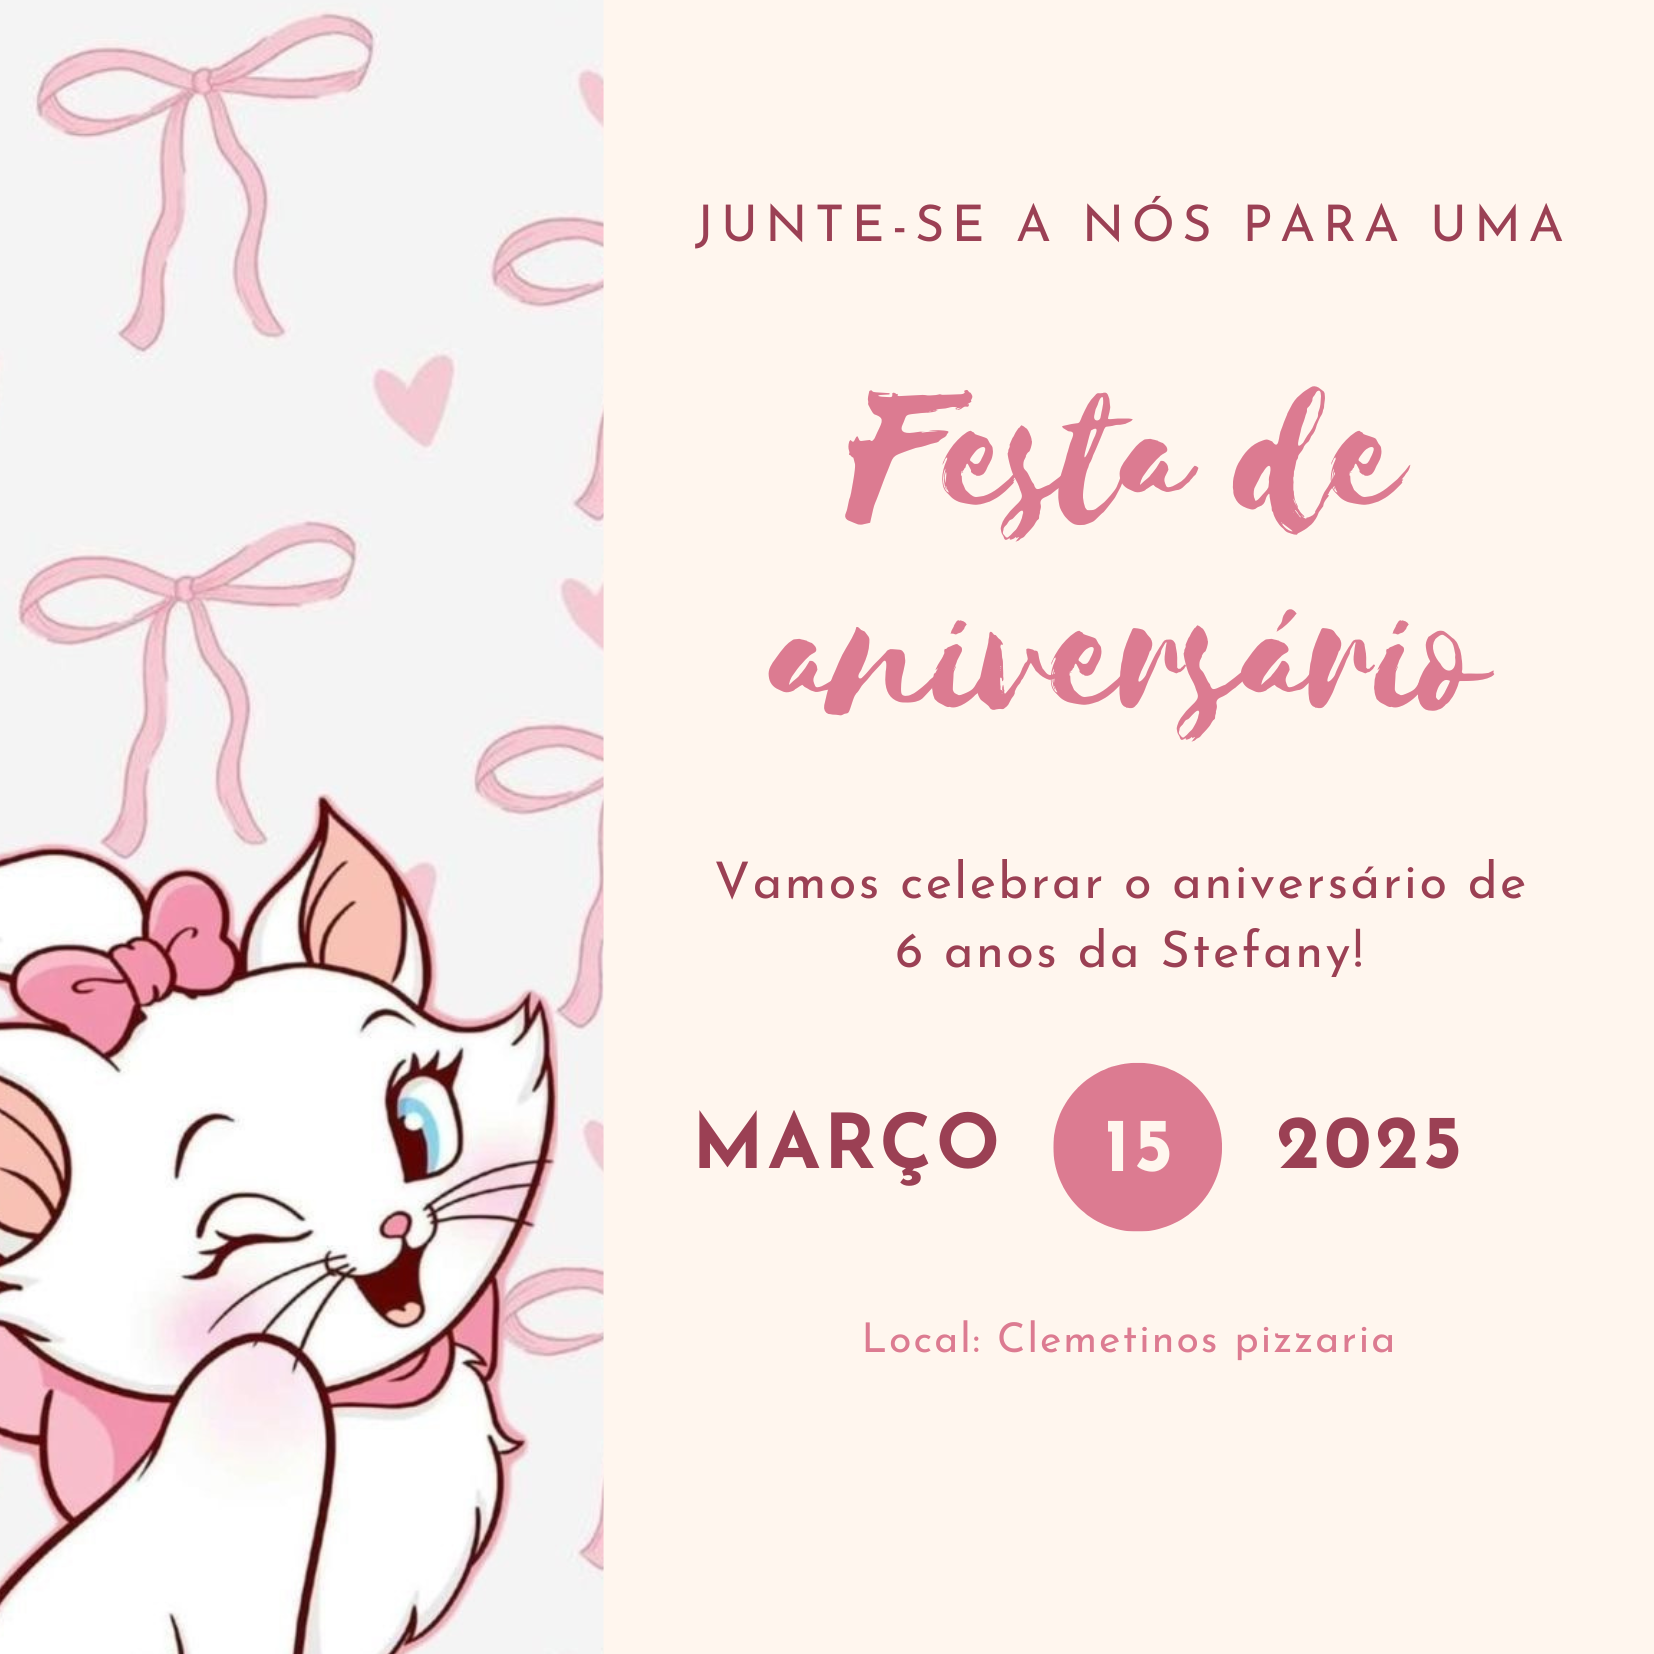 JUNTE-SE A NÓS PARA UMA
Festa de
aniversário
Vamos celebrar o aniversário de
6 anos da Stefany!
MARÇO 15 2025
Local: Clemetinos pizzaria